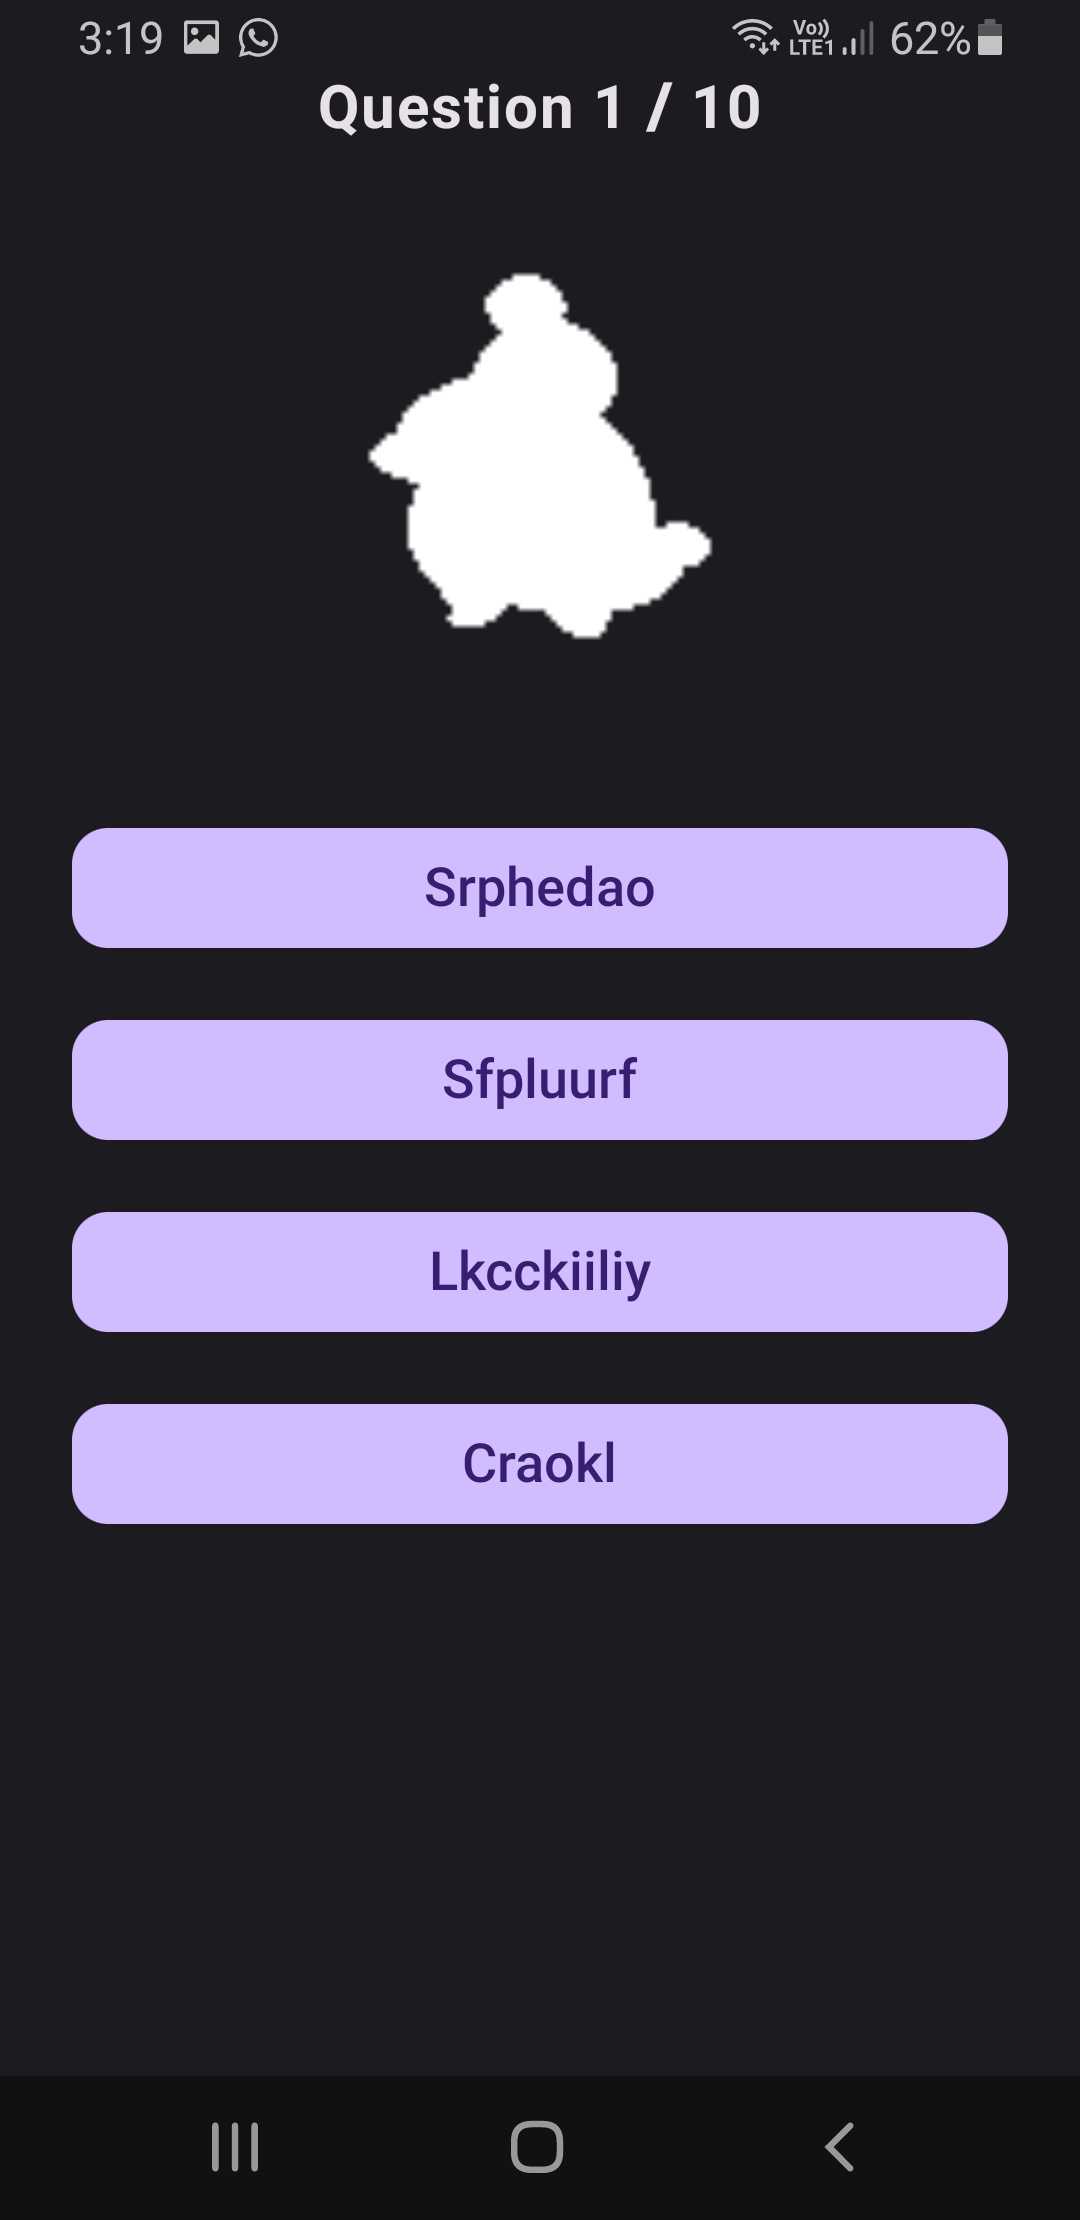 3:19 Vo)) LTE1 62%
Question 1 / 10
Srphedao
Sfpluurf
Lkcckiiliy
Craokl